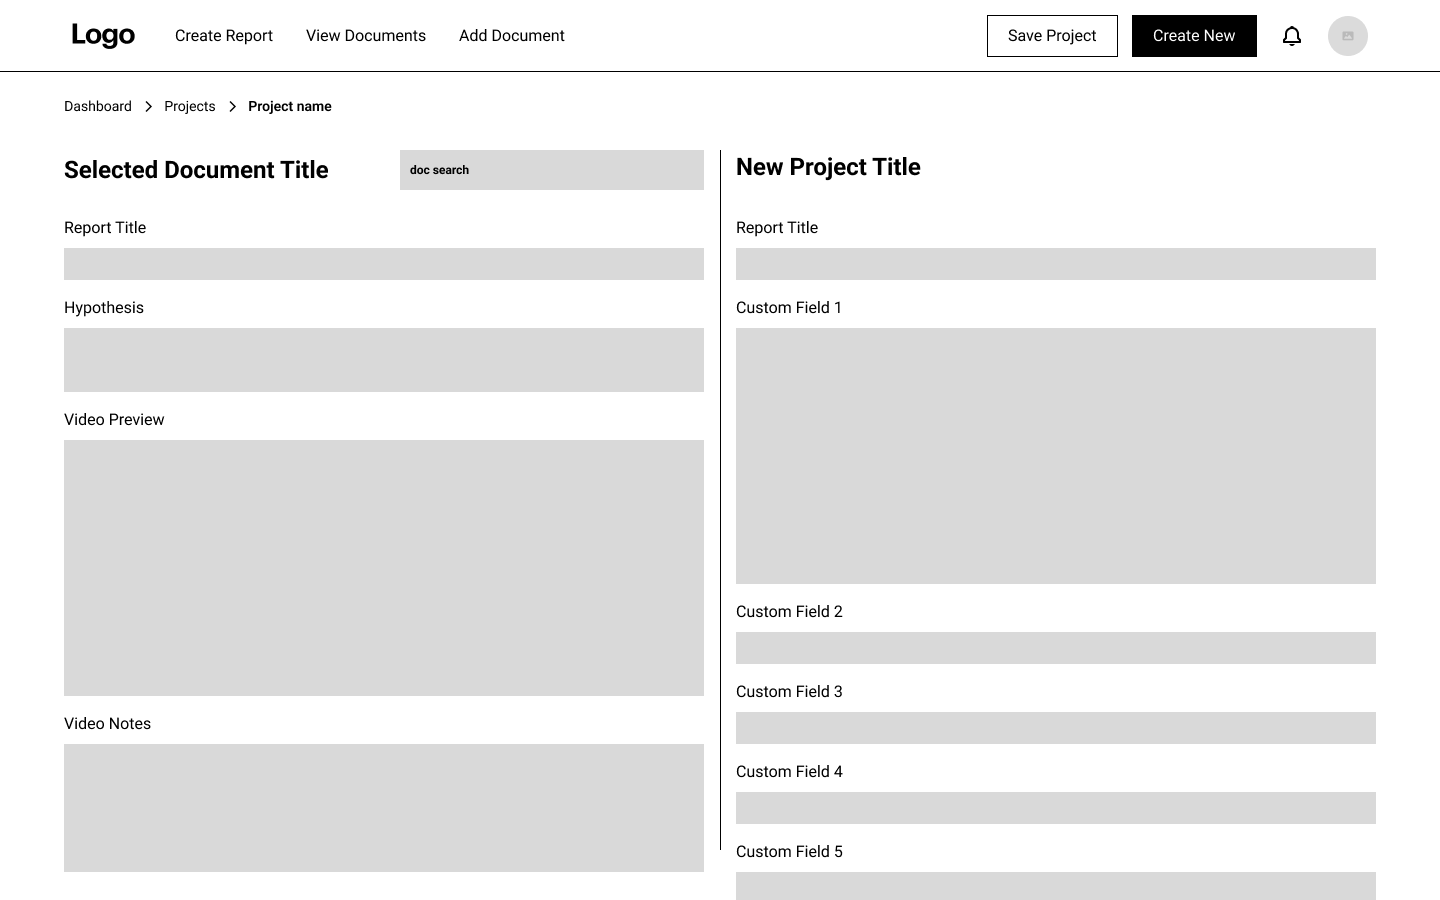 Logo
Create Report
View Documents
Add Document
Save Project
Create New
Dashboard
Projects
Project name
Selected Document Title
doc search
Report Title
Hypothesis
Video Preview
Video Notes
New Project Title
Report Title
Custom Field 1
Custom Field 2
Custom Field 3
Custom Field 4
Custom Field 5